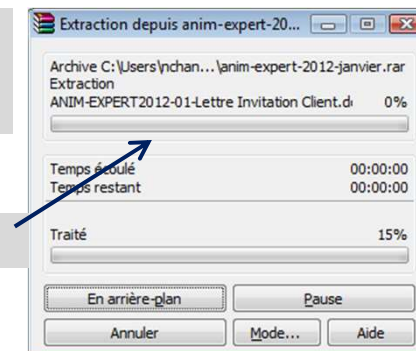 Extraction depuis anim-expert-20...
Archive C:\Users\nchan...\anim-expert-2012-janvier.rar
Extraction
ANIM-EXPERT2012-01-Lettre Invitation Client.d 0%
Temps écoulé 00:00:00
Temps restant 00:00:00
Traité 15%
En arrière-plan Pause
Annuler Mode... Aide